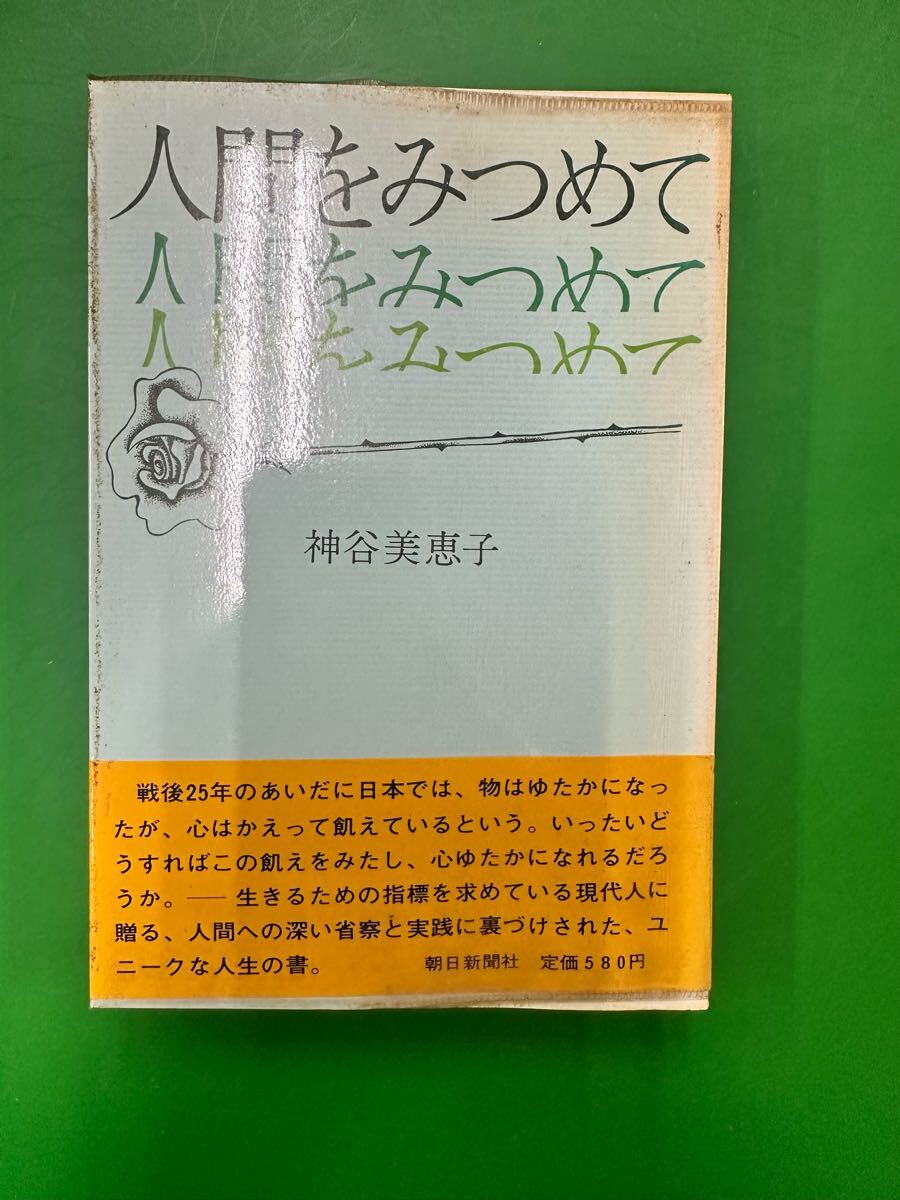 人間をみつめて
人間をみつめて
人間をみつめて
神谷美恵子
戦後25年のあいだに日本では、物はゆたかになっ
たが、心はかえって飢えているという。いったいど
うすればこの飢えをみたし、心ゆたかになれるだろ
うか。── 生きるための指標を求めている現代人に
贈る、人間への深い省察と実践に裏づけされた、ユ
ニークな人生の書。 朝日新聞社 定価580円